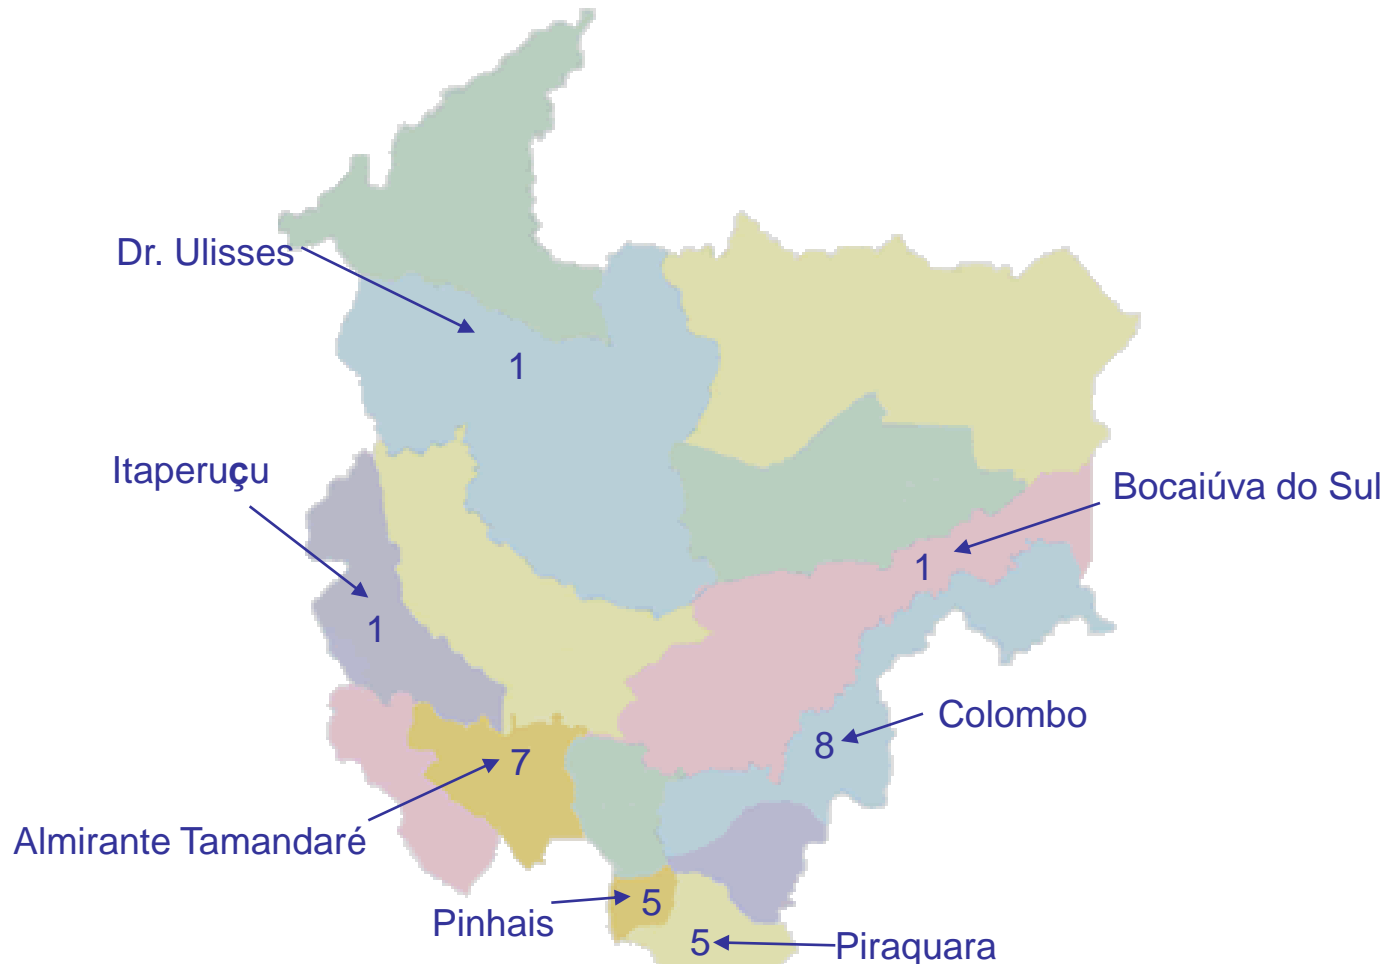 Dr. Ulisses
1
Itaperuçu
Bocaiúva do Sul
1
1
Colombo
8
7
Almirante Tamandaré
5
Pinhais
5
Piraquara